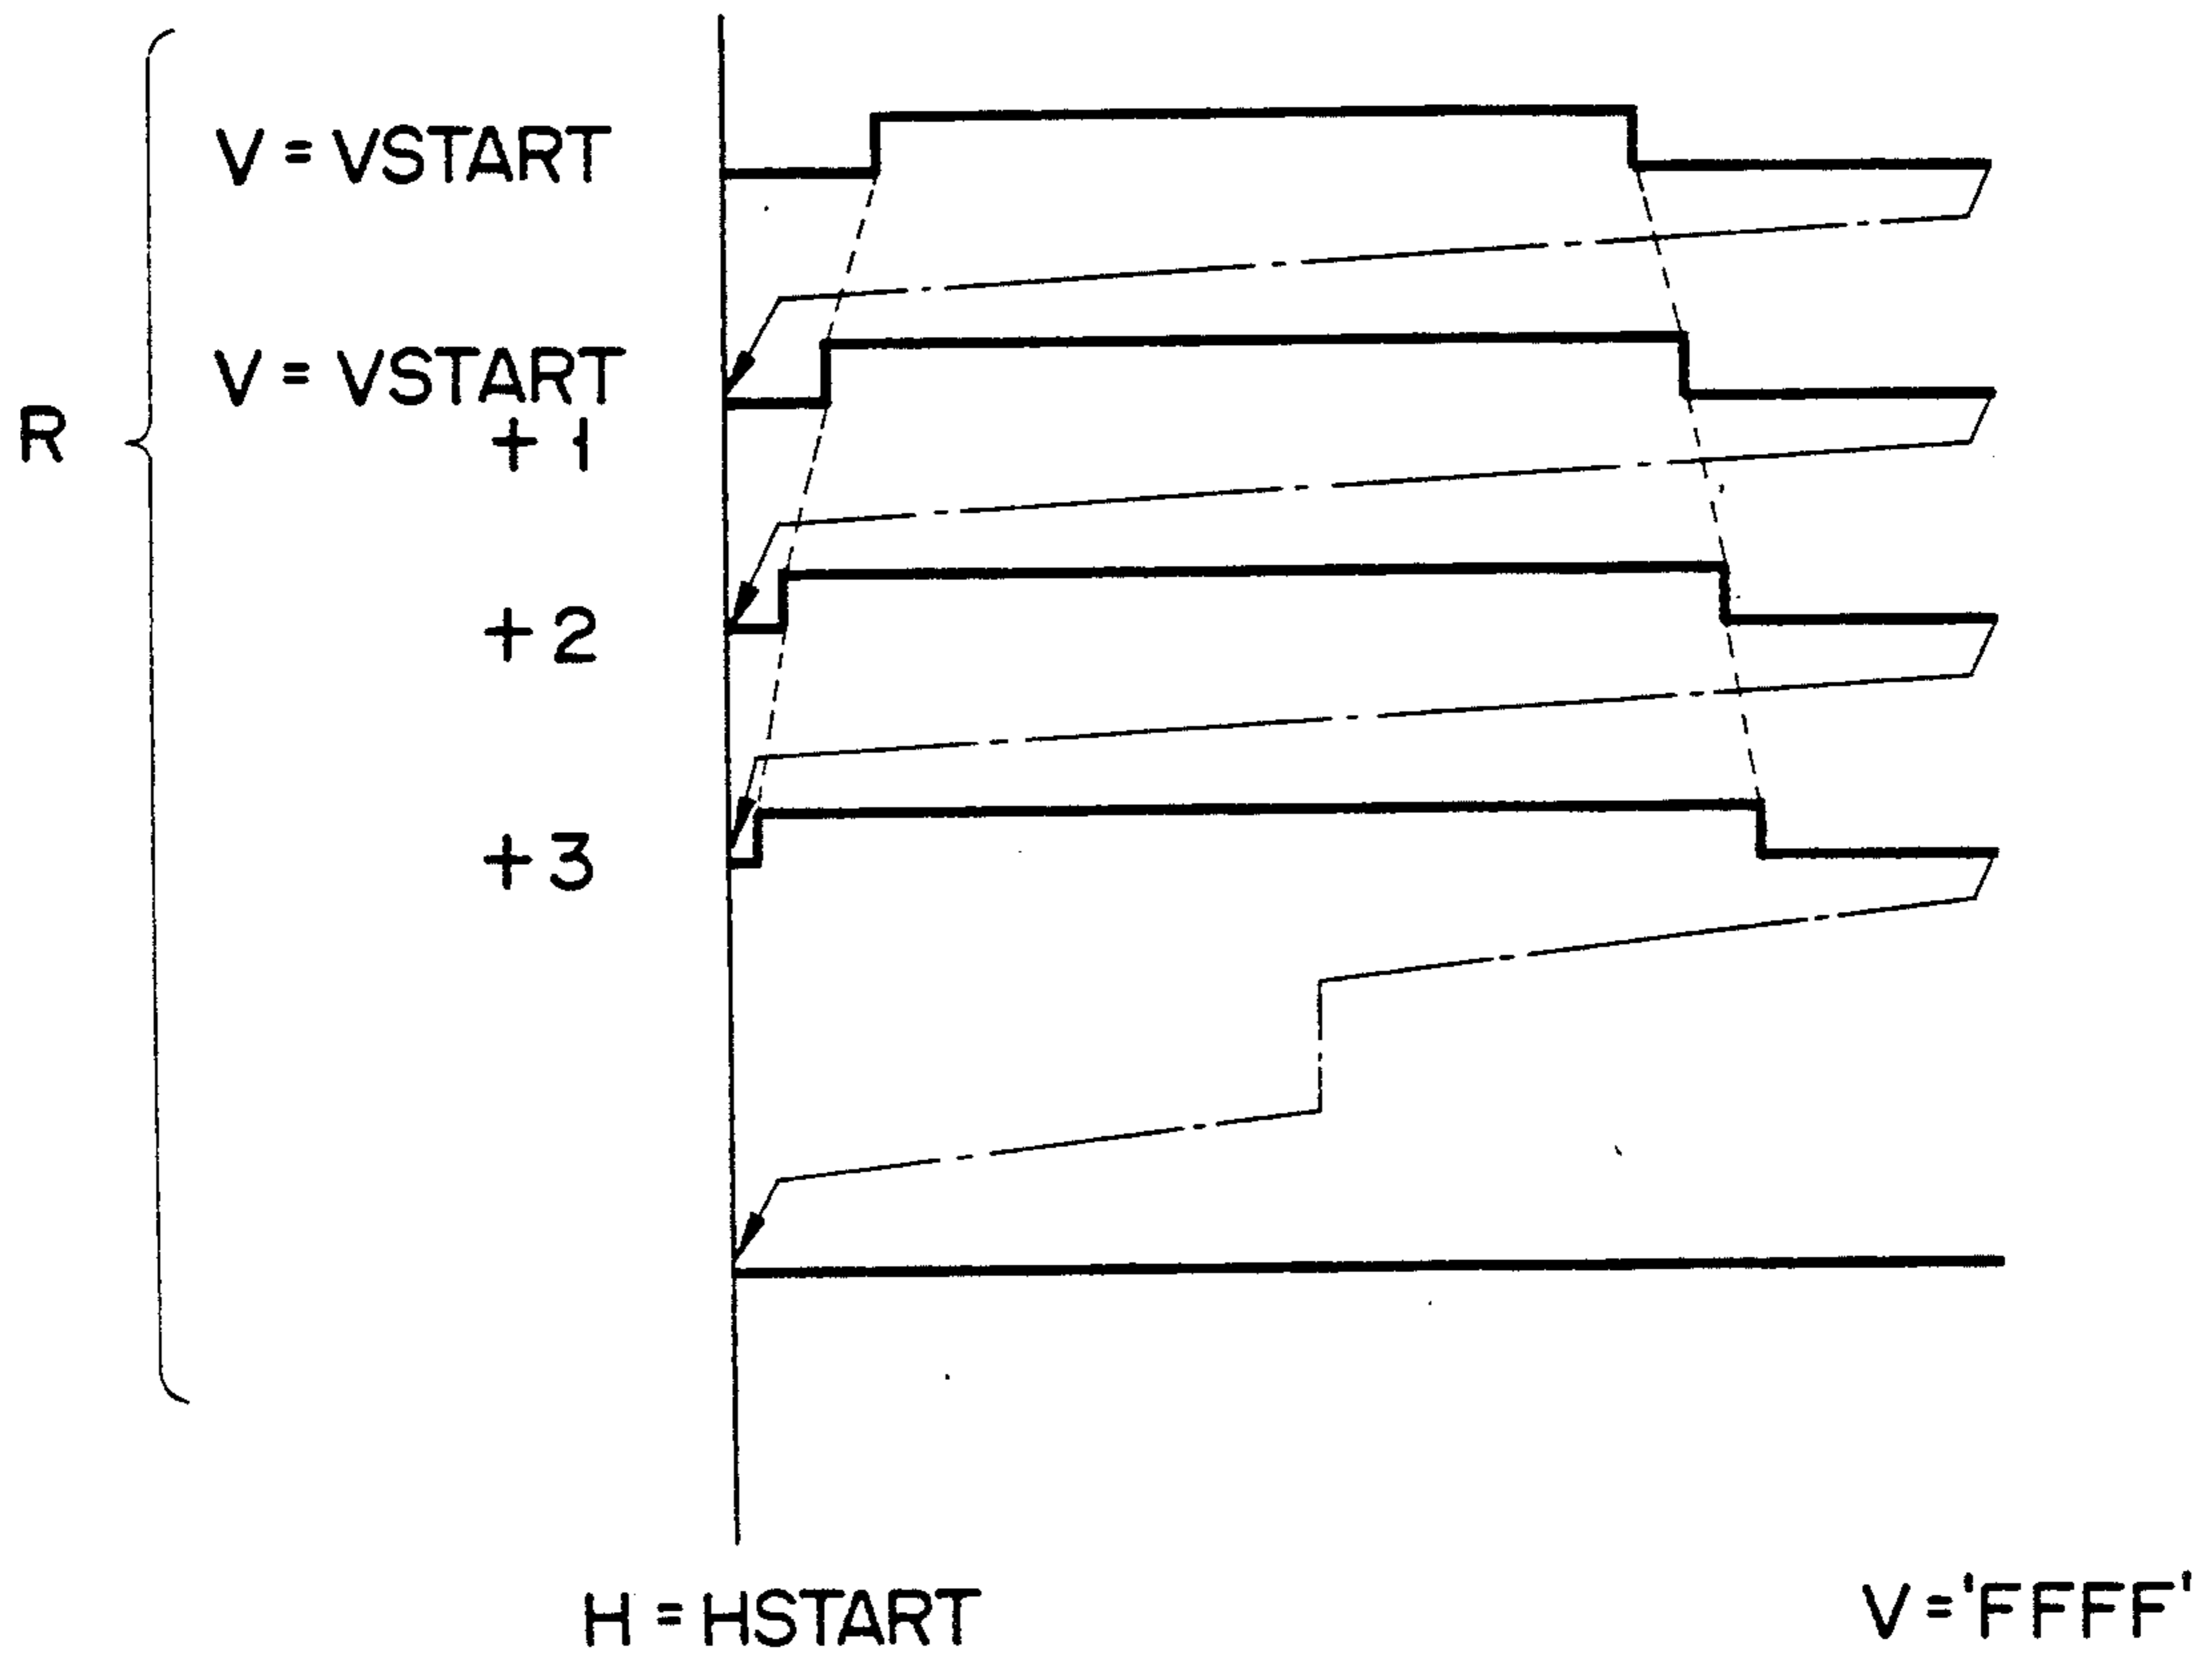 V = VSTART
V = VSTART
+ 1
R
+ 2
+ 3
H = HSTART
V = 'FFFF'